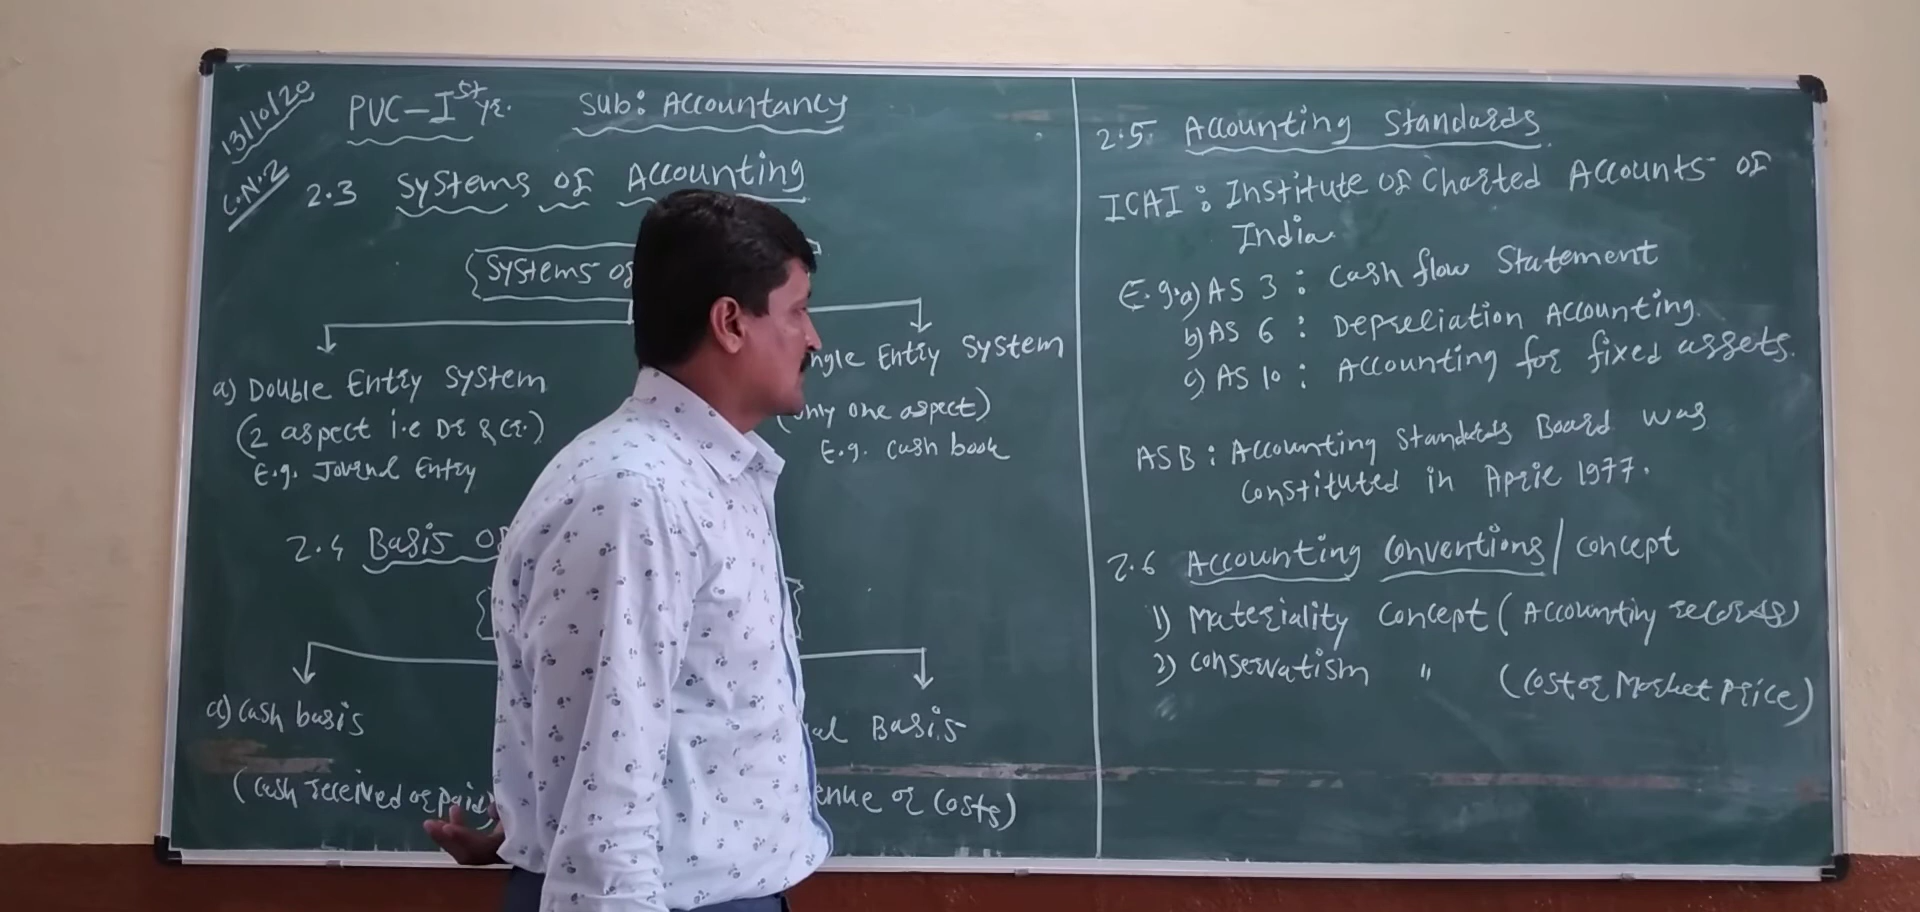 13/10/20
C.N.2
PUC-Ist yr. Sub: Accountancy
2.3 Systems of Accounting
Systems of
a) Double Entry System
(2 aspect i.e Dr & Cr.)
E.g. Journal Entry
ngle Entry System
only one aspect)
E.g. Cash book
2.4 Basis of
a) Cash basis
(Cash received or paid)
al Basis
enue or Costs)
2.5 Accounting Standards
ICAI: Institute of Charted Accounts of
India
E.g. a) AS 3 : Cash flow Statement
b) AS 6 : Depreciation Accounting.
c) AS 10 : Accounting for fixed assets.
ASB : Accounting Standards Board was
Constituted in April 1977.
2.6 Accounting Conventions / Concept
1) Materiality Concept (Accounting records)
2) Conservatism " (Cost or Market Price)